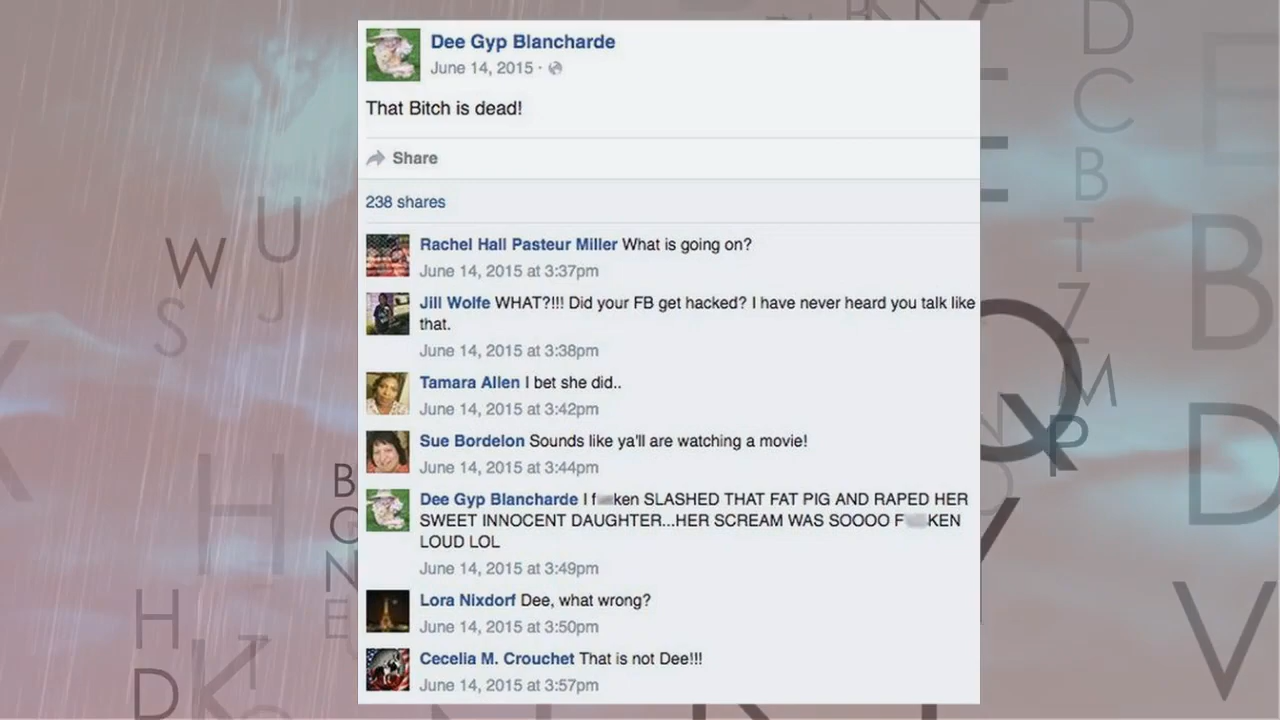 Dee Gyp Blancharde
June 14, 2015 ·
That Bitch is dead!
Share
238 shares
Rachel Hall Pasteur Miller What is going on?
June 14, 2015 at 3:37pm
Jill Wolfe WHAT?!!! Did your FB get hacked? I have never heard you talk like
that.
June 14, 2015 at 3:38pm
Tamara Allen I bet she did..
June 14, 2015 at 3:42pm
Sue Bordelon Sounds like ya'll are watching a movie!
June 14, 2015 at 3:44pm
Dee Gyp Blancharde I f ken SLASHED THAT FAT PIG AND RAPED HER
SWEET INNOCENT DAUGHTER...HER SCREAM WAS SOOOO F KEN
LOUD LOL
June 14, 2015 at 3:49pm
Lora Nixdorf Dee, what wrong?
June 14, 2015 at 3:50pm
Cecelia M. Crouchet That is not Dee!!!
June 14, 2015 at 3:57pm